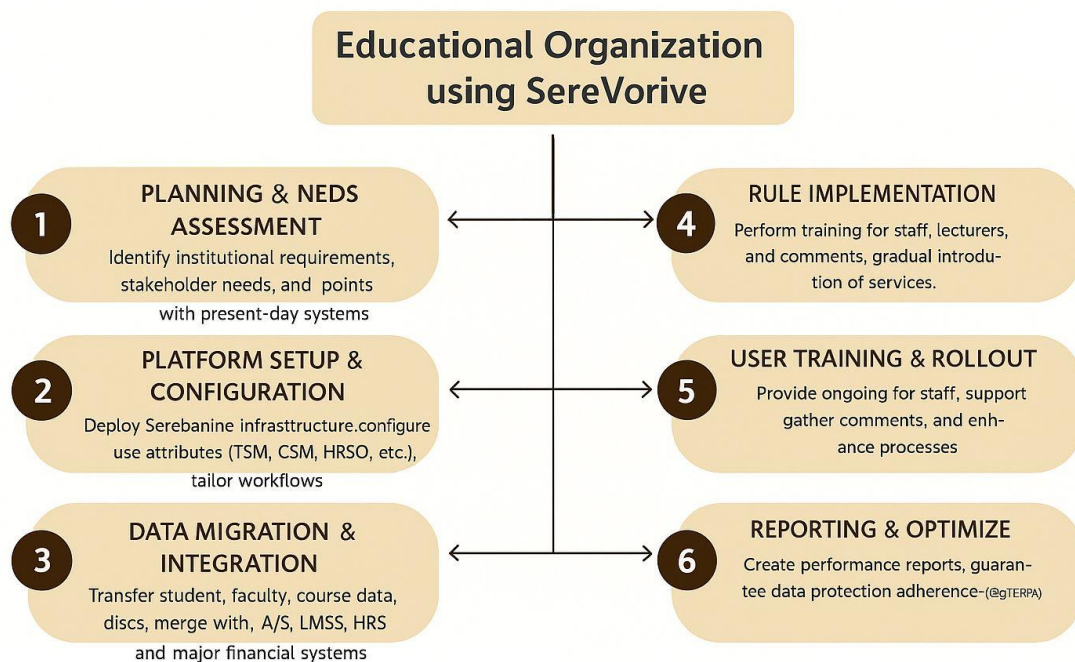 Educational Organization
using SereVorive
1
PLANNING & NEDS
ASSESSMENT
Identify institutional requirements,
stakeholder needs, and points
with present-day systems
2
PLATFORM SETUP &
CONFIGURATION
Deploy Serebanine infrasttructure.configure
use attributes (TSM, CSM, HRSO, etc.),
tailor workflows
3
DATA MIGRATION &
INTEGRATION
Transfer student, faculty, course data,
discs, merge with, A/S, LMSS, HRS
and major financial systems
4
RULE IMPLEMENTATION
Perform training for staff, lecturers,
and comments, gradual introdu-
tion of services.
5
USER TRAINING & ROLLOUT
Provide ongoing for staff, support
gather comments, and enh-
ance processes
6
REPORTING & OPTIMIZE
Create performance reports, guaran-
tee data protection adherence-(@gTERPA)